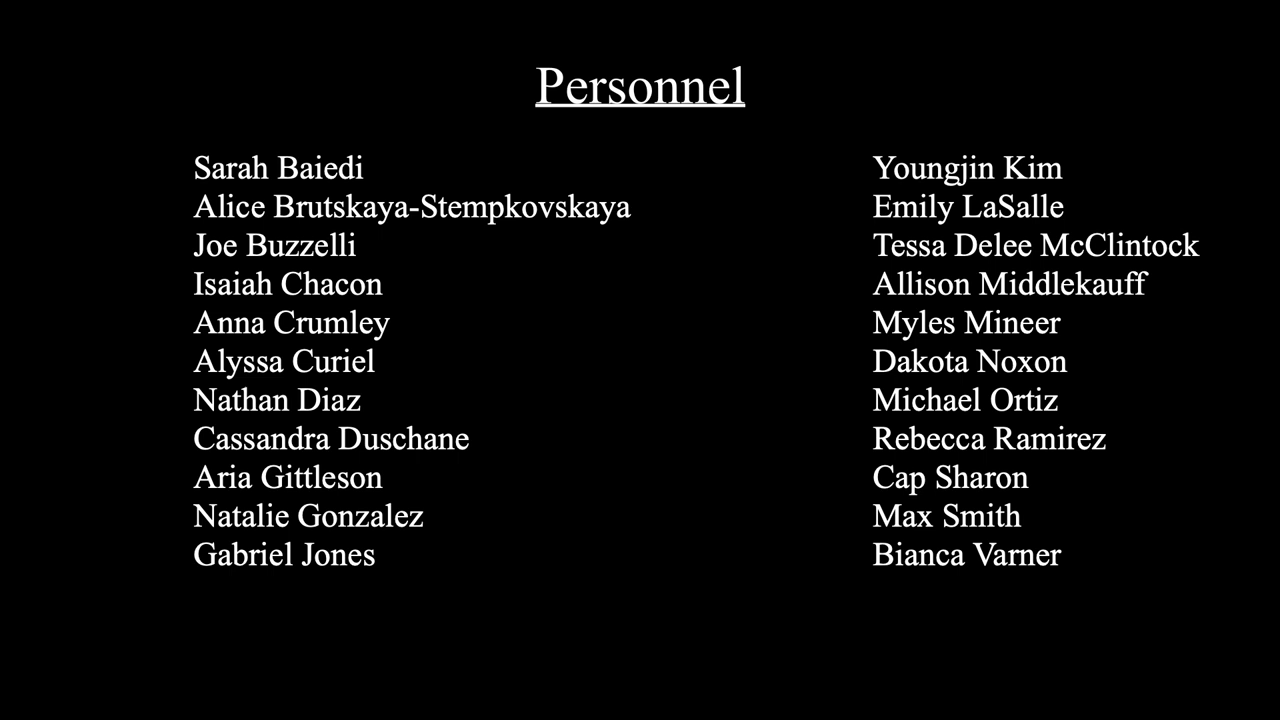 Personnel
Sarah Baiedi
Alice Brutskaya-Stempkovskaya
Joe Buzzelli
Isaiah Chacon
Anna Crumley
Alyssa Curiel
Nathan Diaz
Cassandra Duschane
Aria Gittleson
Natalie Gonzalez
Gabriel Jones
Youngjin Kim
Emily LaSalle
Tessa Delee McClintock
Allison Middlekauff
Myles Mineer
Dakota Noxon
Michael Ortiz
Rebecca Ramirez
Cap Sharon
Max Smith
Bianca Varner